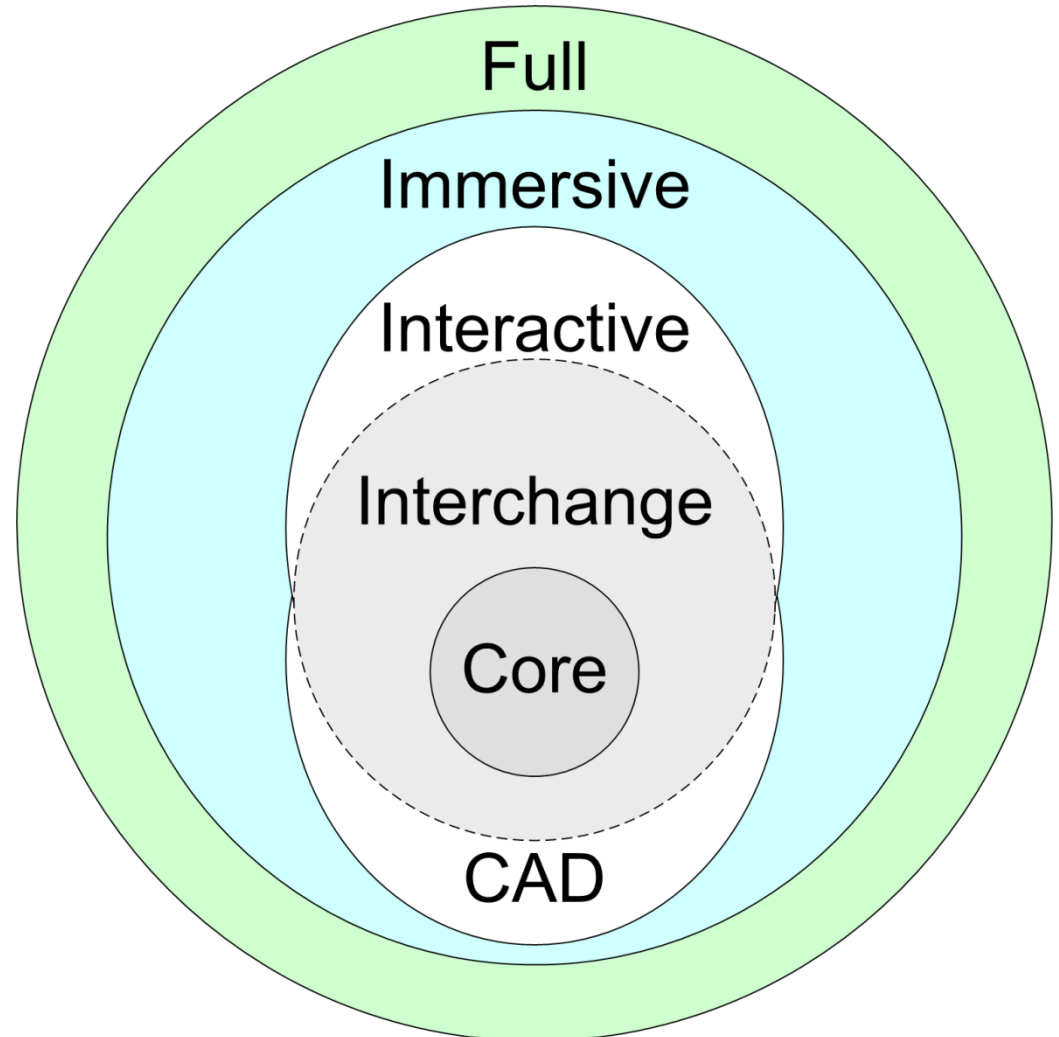 Full
Immersive
Interactive
Interchange
Core
CAD